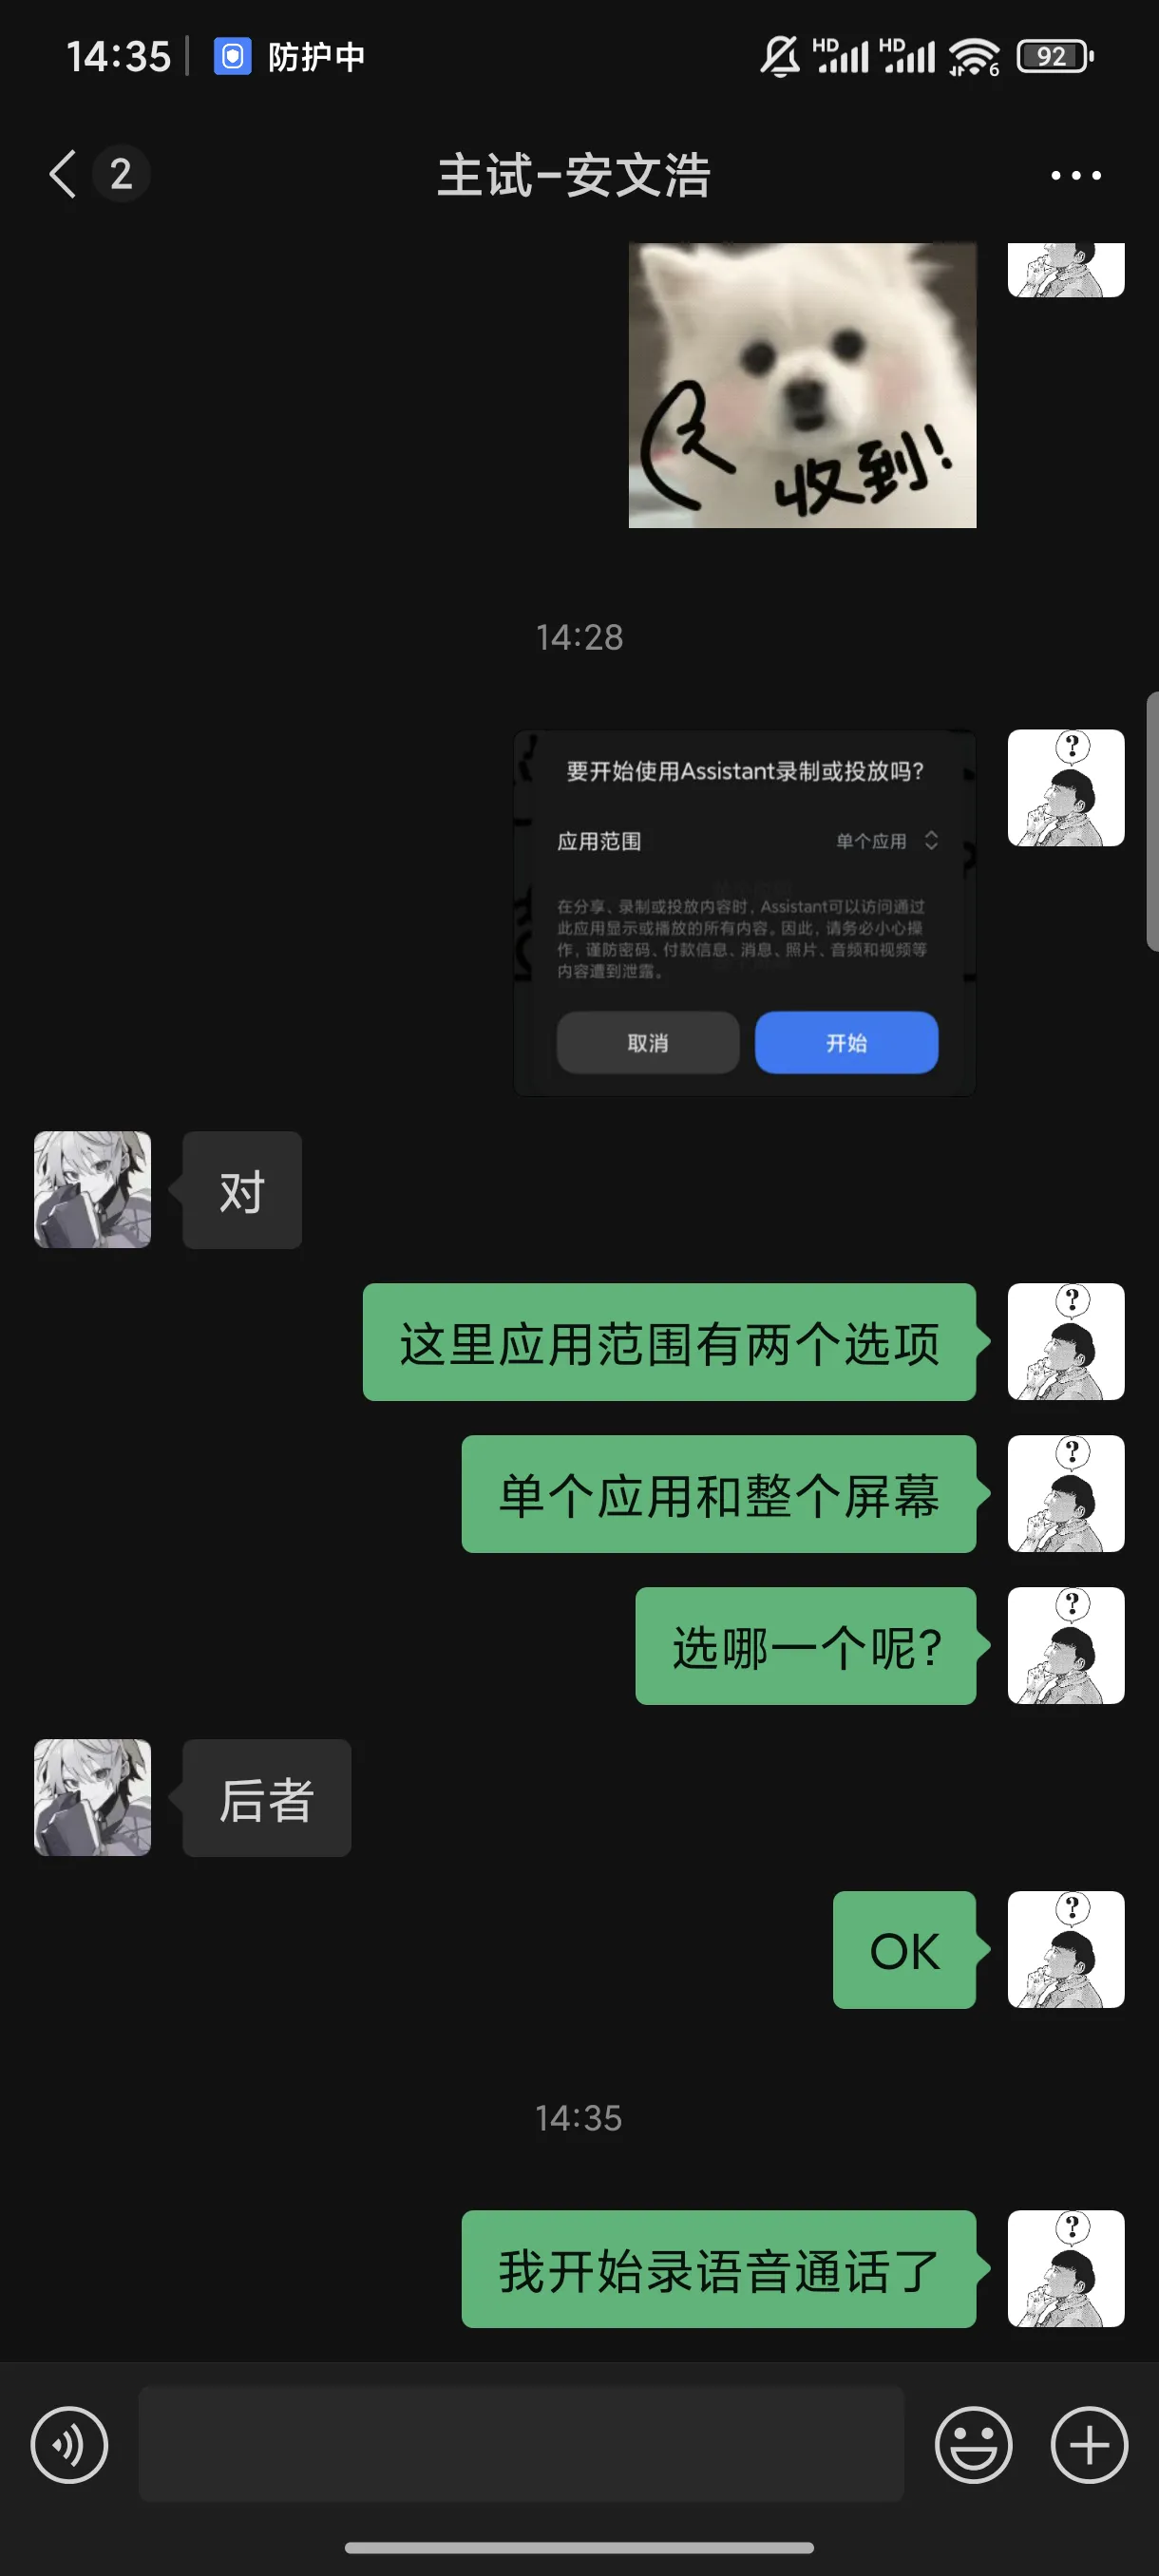 14:35
防护中
HD
HD
6
92
2
主试-安文浩
收到!
14:28
要开始使用Assistant录制或投放吗?
应用范围
单个应用
在分享、录制或投放内容时，Assistant可以访问通过
此应用显示或播放的所有内容。因此，请务必小心操
作，谨防密码、付款信息、消息、照片、音频和视频等
内容遭到泄露。
取消
开始
?
对
这里应用范围有两个选项
?
单个应用和整个屏幕
?
选哪一个呢?
?
后者
OK
?
14:35
我开始录语音通话了
?